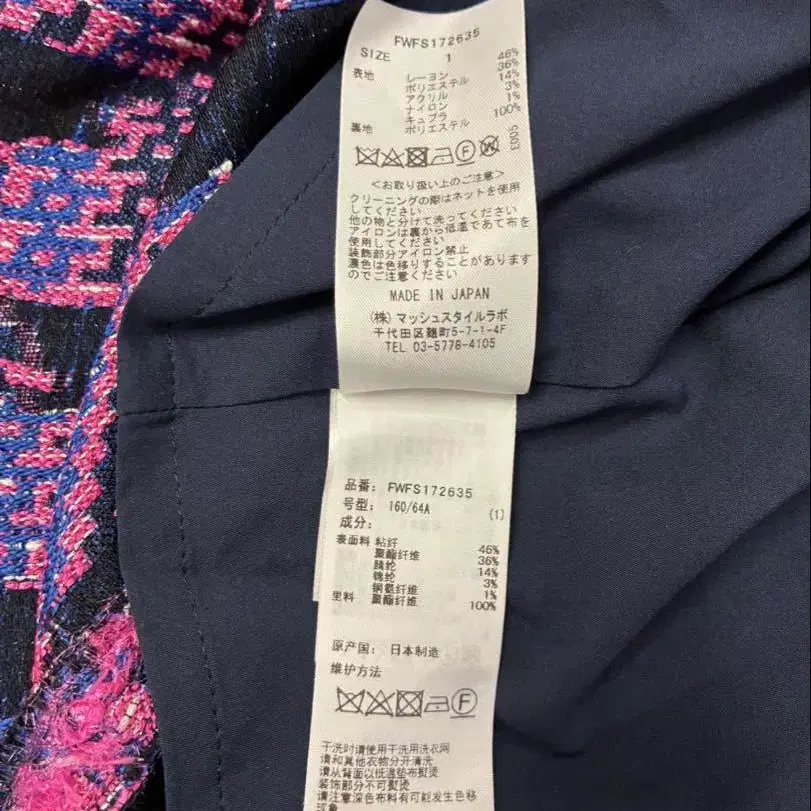 FWFS172635
SIZE 1
表地 レーヨン 46%
ポリエステル 36%
アクリル 14%
ナイロン 3%
キュプラ 1%
裏地 ポリエステル 100%
E005
<お取り扱い上のご注意>
クリーニングの際はネットを使用
してください
他の物と分けて洗ってください
アイロンは裏から低温であて布を
使用してください
装飾部分アイロン禁止
濃色は色移りすることがあります
のでご注意ください
MADE IN JAPAN
(株) マッシュスタイルラボ
千代田区麹町5-7-1-4F
TEL 03-5778-4105
品番: FWFS172635
号型: 160/64A (1)
成分:
表面料 粘纤 46%
聚酯纤维 36%
腈纶 14%
锦纶 3%
铜氨纤维 1%
里料 聚酯纤维 100%
原产国: 日本制造
维护方法
干洗时请使用干洗用洗衣网
请和其他衣物分开清洗
请从背面以低温垫布熨烫
装饰部分不可熨烫
请注意深色布料有可能发生色移
现象